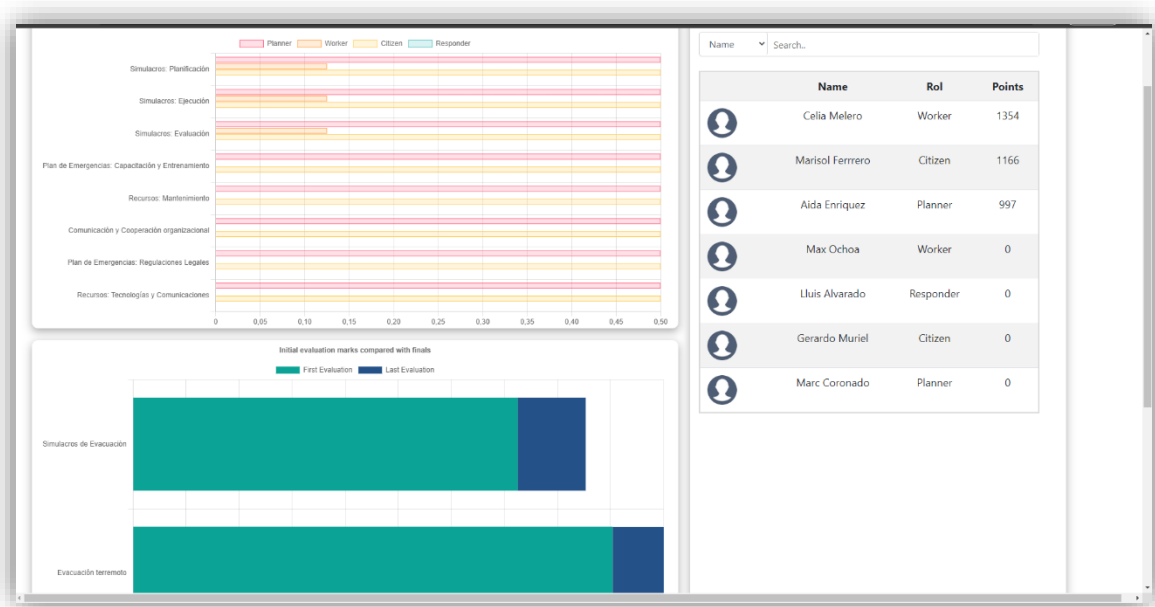 Planner Worker Citizen Responder
Simulacros: Planificación
Simulacros: Ejecución
Simulacros: Evaluación
Plan de Emergencias: Capacitación y Entrenamiento
Recursos: Mantenimiento
Comunicación y Cooperación organizacional
Plan de Emergencias: Regulaciones Legales
Recursos: Tecnologías y Comunicaciones
0 0,05 0,10 0,15 0,20 0,25 0,30 0,35 0,40 0,45 0,50
Initial evaluation marks compared with finals
First Evaluation Last Evaluation
Simulacros de Evacuación
Evacuación terremoto
Name Search..
Name Rol Points
Celia Melero Worker 1354
Marisol Ferrrero Citizen 1166
Aida Enriquez Planner 997
Max Ochoa Worker 0
Lluis Alvarado Responder 0
Gerardo Muriel Citizen 0
Marc Coronado Planner 0